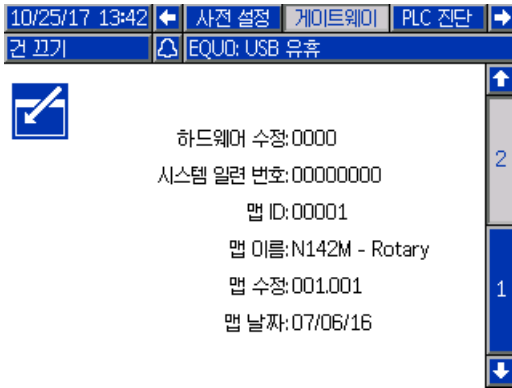 10/25/17 13:42 사전 설정 게이트웨이 PLC 진단
건 끄기 EQU0: USB 유휴
하드웨어 수정:0000
시스템 일련 번호:00000000
맵 ID:00001
맵 이름:N142M - Rotary
맵 수정:001.001
맵 날짜:07/06/16
2
1